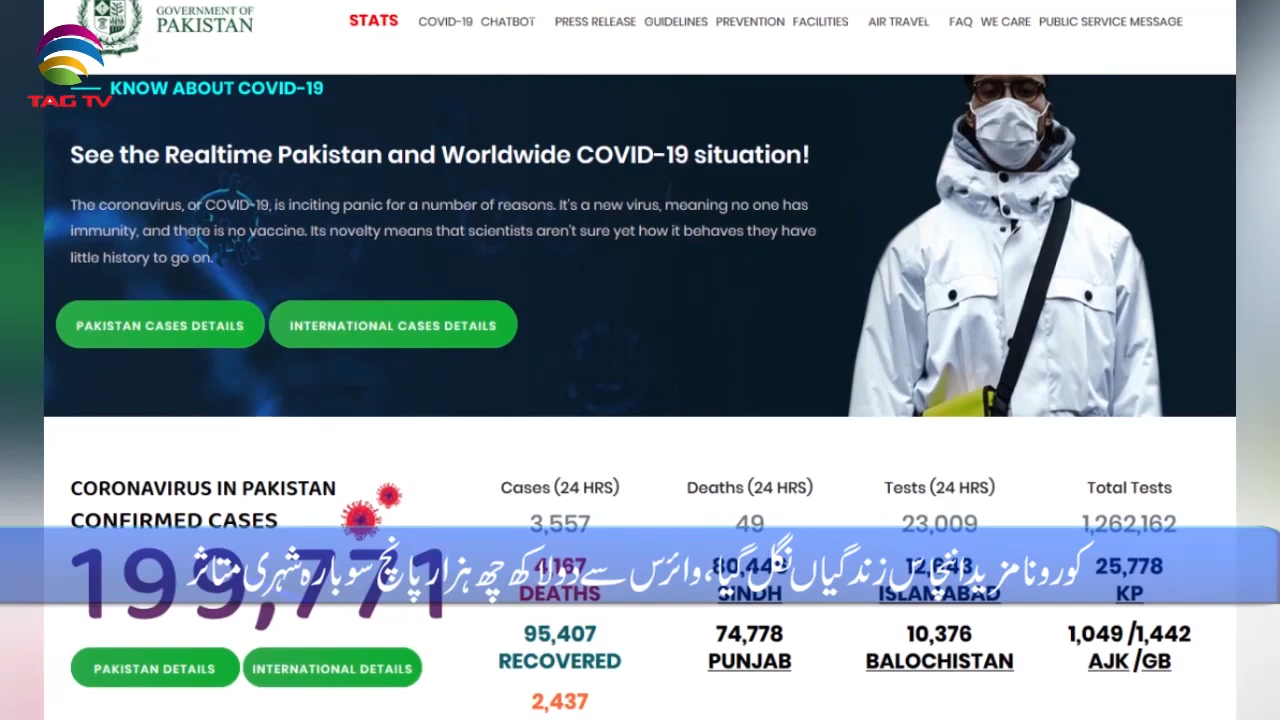 GOVERNMENT OF
PAKISTAN
STATS COVID-19 CHATBOT PRESS RELEASE GUIDELINES PREVENTION FACILITIES AIR TRAVEL FAQ WE CARE PUBLIC SERVICE MESSAGE
TAG TV
KNOW ABOUT COVID-19
See the Realtime Pakistan and Worldwide COVID-19 situation!
The coronavirus, or COVID-19, is inciting panic for a number of reasons. It's a new virus, meaning no one has
immunity, and there is no vaccine. Its novelty means that scientists aren't sure yet how it behaves they have
little history to go on.
PAKISTAN CASES DETAILS INTERNATIONAL CASES DETAILS
CORONAVIRUS IN PAKISTAN
CONFIRMED CASES
199,771
PAKISTAN DETAILS INTERNATIONAL DETAILS
Cases (24 HRS) Deaths (24 HRS) Tests (24 HRS) Total Tests
3,557 49 23,009 1,262,162
کورونا مزید انتچاس زندگیاں نگل گیا، وائرس سے دو لاکھ چھ ہزار پانچ سو بارہ شہری متاثر
4,167 25,778
DEATHS SINDH ISLAMABAD KP
95,407 74,778 10,376 1,049 /1,442
RECOVERED PUNJAB BALOCHISTAN AJK /GB
2,437